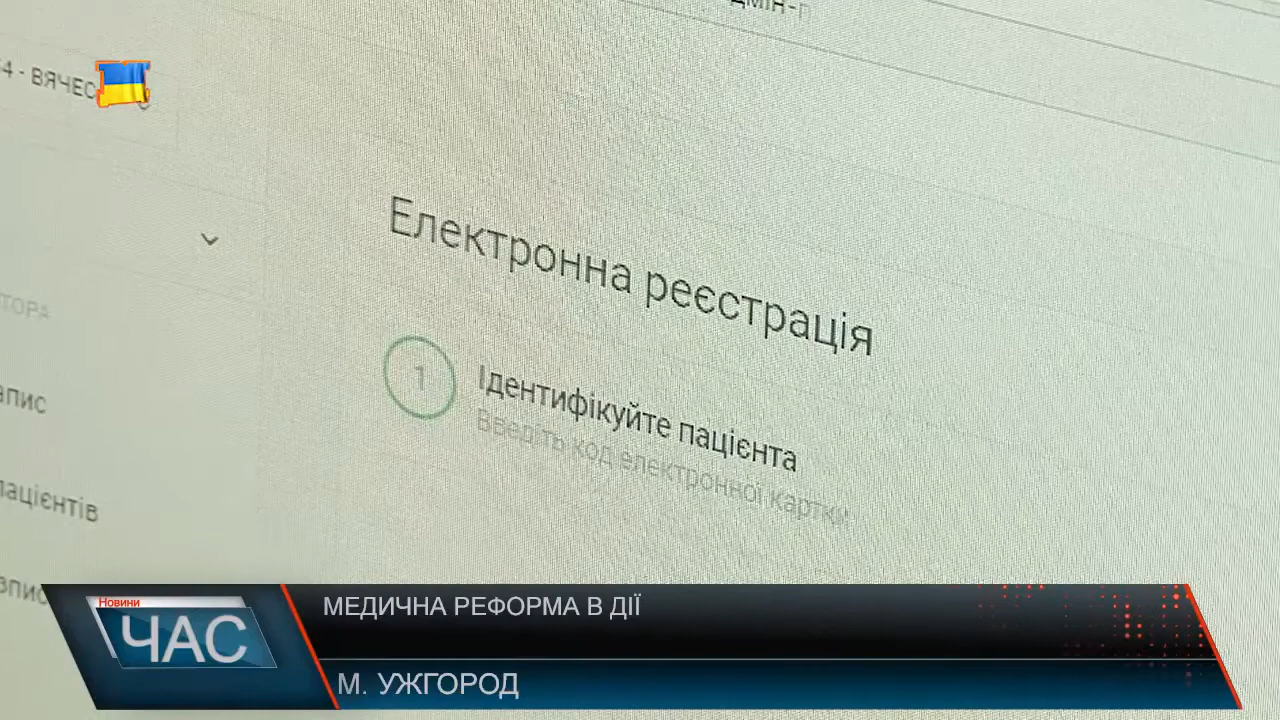 Електронна реєстрація
1
Ідентифікуйте пацієнта
Введіть код електронної картки
пацієнтів
Новини
ЧАС
МЕДИЧНА РЕФОРМА В ДІЇ
М. УЖГОРОД